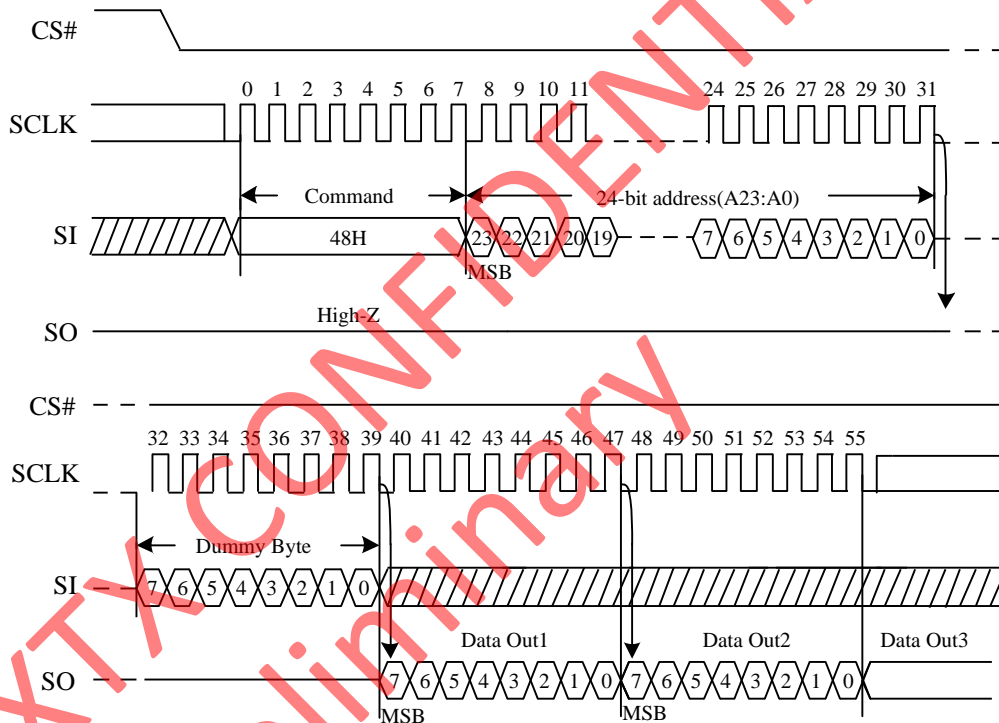 CS#
0 1 2 3 4 5 6 7 8 9 10 11 24 25 26 27 28 29 30 31
SCLK
Command 24-bit address(A23:A0)
SI 48H 23 22 21 20 19 7 6 5 4 3 2 1 0
MSB
High-Z
SO
CS#
32 33 34 35 36 37 38 39 40 41 42 43 44 45 46 47 48 49 50 51 52 53 54 55
SCLK
Dummy Byte
SI 7 6 5 4 3 2 1 0
Data Out1 Data Out2 Data Out3
SO 7 6 5 4 3 2 1 0 7 6 5 4 3 2 1 0
MSB MSB
XTX CONFIDENTI
liminary